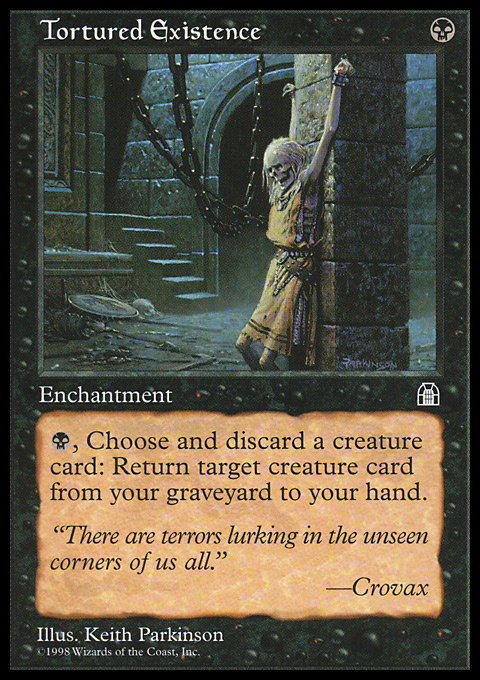 Tortured Existence
PARKINSON
Enchantment
, Choose and discard a creature
card: Return target creature card
from your graveyard to your hand.
“There are terrors lurking in the unseen
corners of us all.”
—Crovax
Illus. Keith Parkinson
©1998 Wizards of the Coast, Inc.